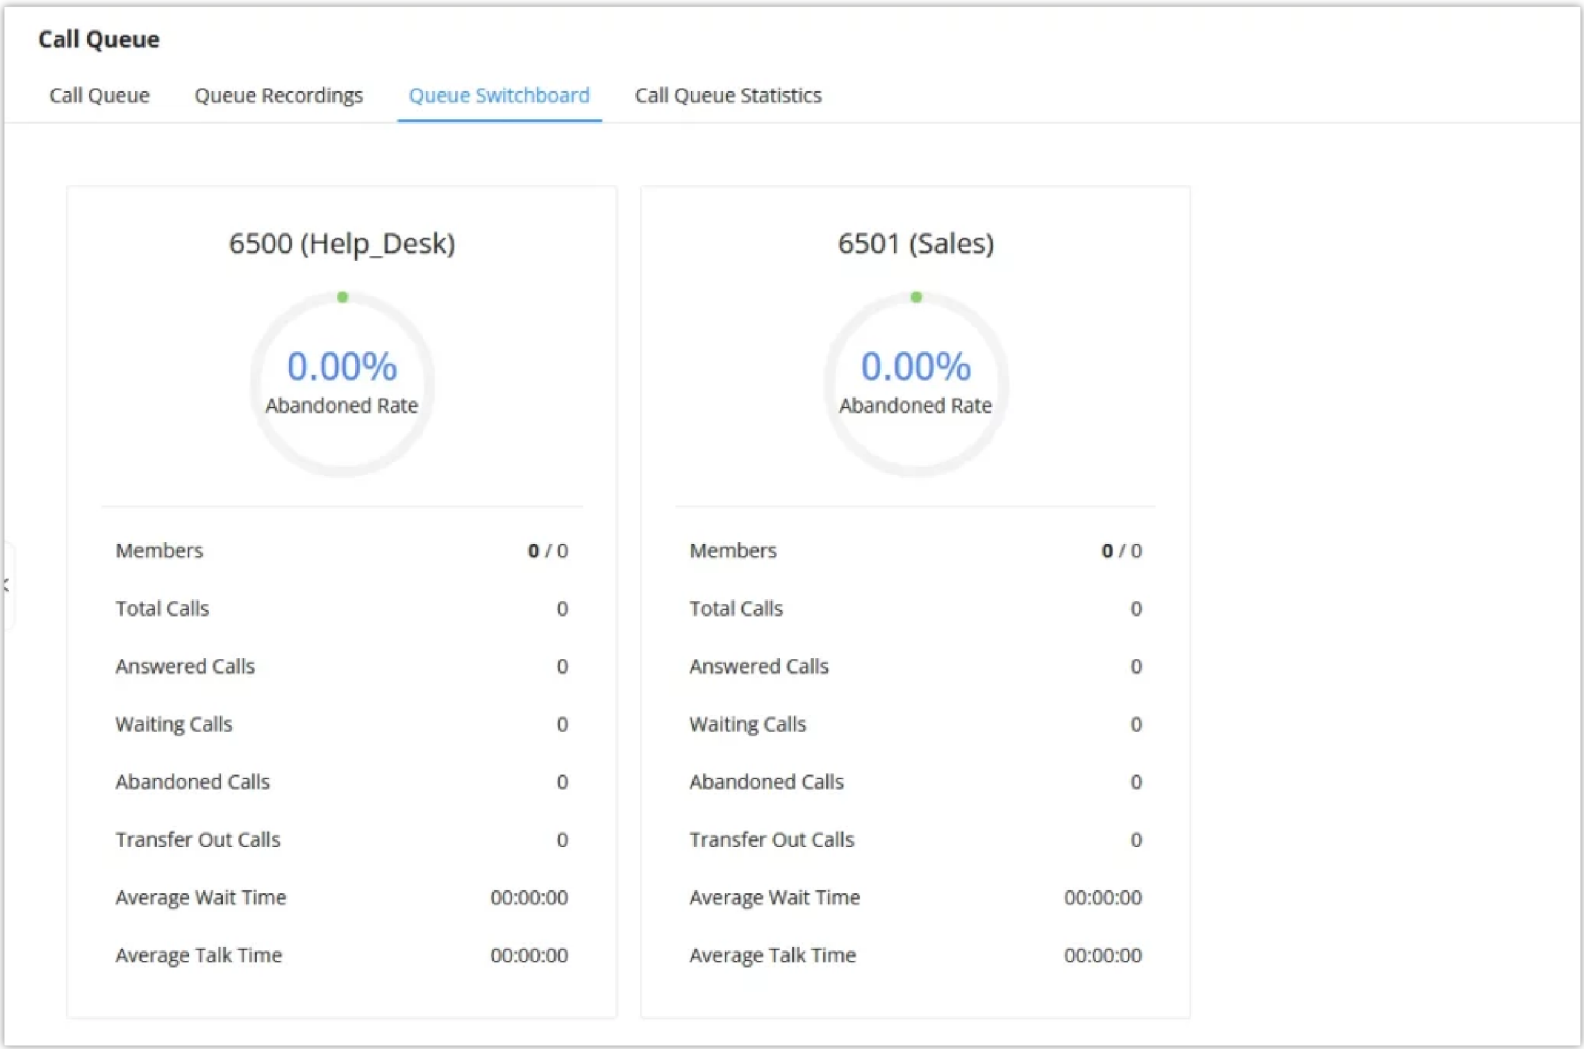 Call Queue
Call Queue Queue Recordings Queue Switchboard Call Queue Statistics
6500 (Help_Desk)
0.00%
Abandoned Rate
Members 0 / 0
Total Calls 0
Answered Calls 0
Waiting Calls 0
Abandoned Calls 0
Transfer Out Calls 0
Average Wait Time 00:00:00
Average Talk Time 00:00:00
6501 (Sales)
0.00%
Abandoned Rate
Members 0 / 0
Total Calls 0
Answered Calls 0
Waiting Calls 0
Abandoned Calls 0
Transfer Out Calls 0
Average Wait Time 00:00:00
Average Talk Time 00:00:00